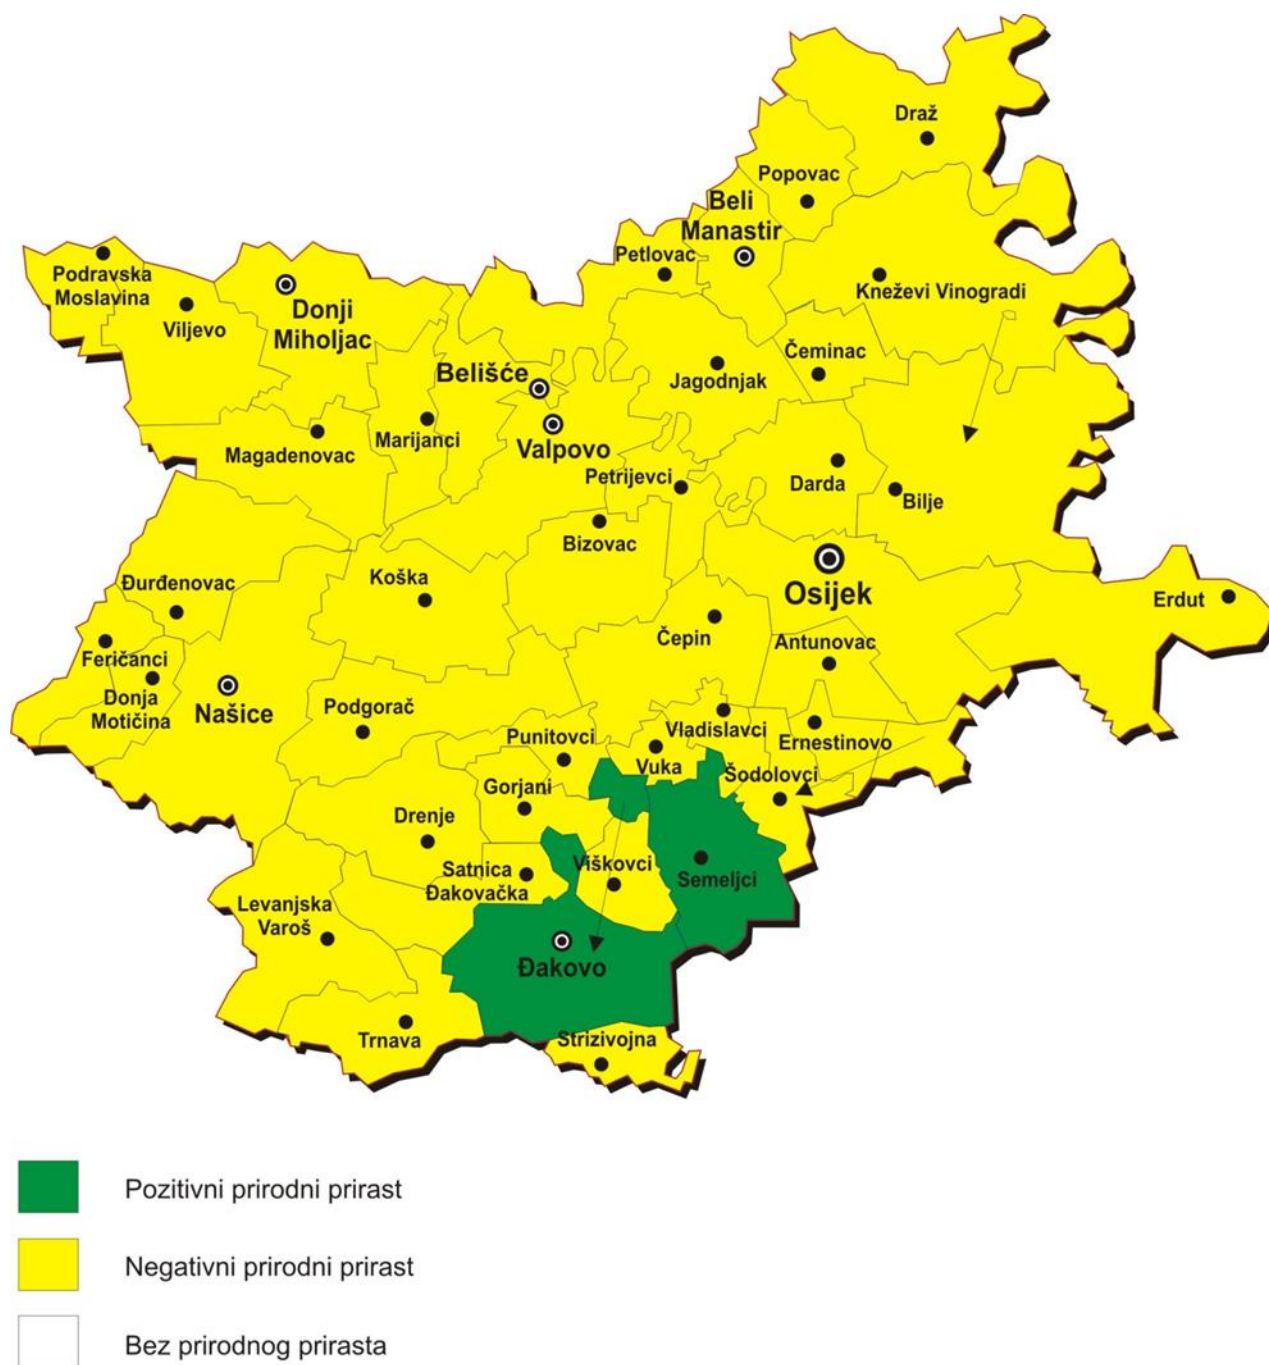 Draž
Popovac
Beli
Manastir
Petlovac
Podravska
Moslavina
Viljevo
Donji
Miholjac
Kneževi Vinogradi
Čeminac
Jagodnjak
Belišće
Marijanci
Valpovo
Magadenovac
Petrijevci
Darda
Bilje
Bizovac
Koška
Đurđenovac
Osijek
Erdut
Čepin
Antunovac
Feričanci
Donja
Motičina
Našice
Podgorač
Punitovci
Vladislavci
Ernestinovo
Vuka
Šodolovci
Gorjani
Drenje
Satnica
Đakovačka
Viškovci
Semeljci
Levanjska
Varoš
Đakovo
Trnava
Strizivojna
Pozitivni prirodni prirast
Negativni prirodni prirast
Bez prirodnog prirasta